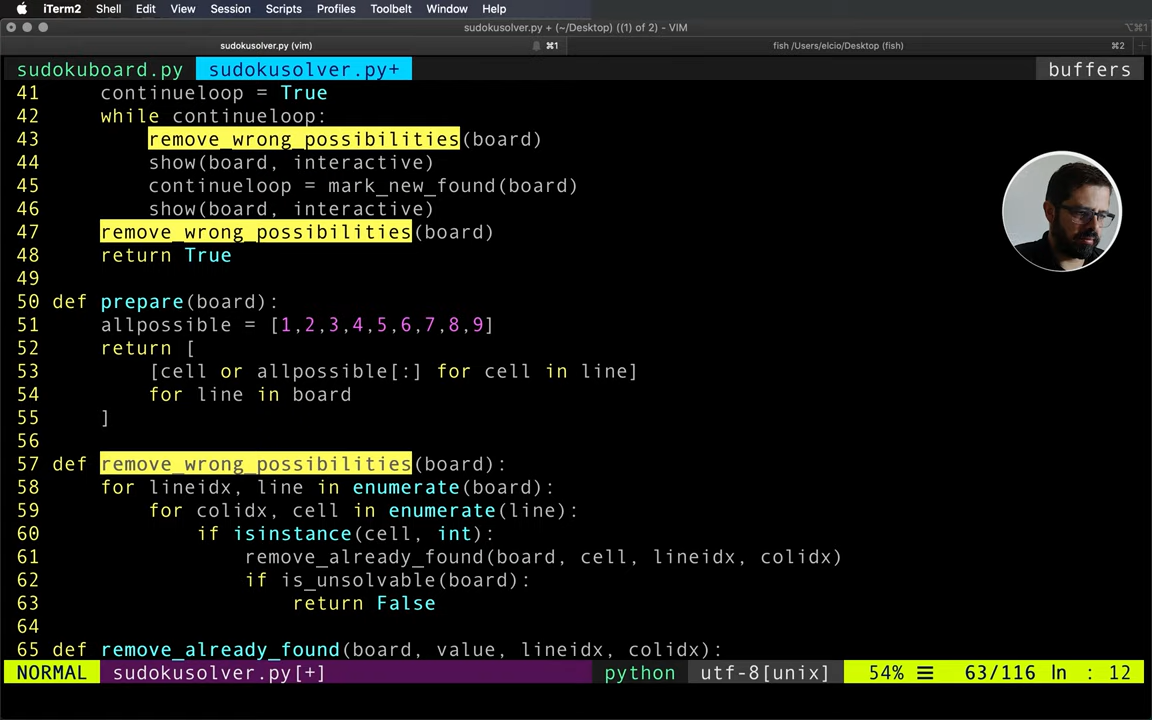 iTerm2 Shell Edit View Session Scripts Profiles Toolbelt Window Help
sudokusolver.py + (~/Desktop) ((1) of 2) - VIM ⌥⌘1
sudokusolver.py (vim) ⌘1 fish /Users/elcio/Desktop (fish) ⌘2
sudokuboard.py sudokusolver.py+ buffers
41 continueloop = True
42 while continueloop:
43 remove_wrong_possibilities(board)
44 show(board, interactive)
45 continueloop = mark_new_found(board)
46 show(board, interactive)
47 remove_wrong_possibilities(board)
48 return True
49
50 def prepare(board):
51 allpossible = [1,2,3,4,5,6,7,8,9]
52 return [
53 [cell or allpossible[:] for cell in line]
54 for line in board
55 ]
56
57 def remove_wrong_possibilities(board):
58 for lineidx, line in enumerate(board):
59 for colidx, cell in enumerate(line):
60 if isinstance(cell, int):
61 remove_already_found(board, cell, lineidx, colidx)
62 if is_unsolvable(board):
63 return False
64
65 def remove_already_found(board, value, lineidx, colidx):
NORMAL sudokusolver.py[+] python utf-8[unix] 54% ☰ 63/116 ln : 12